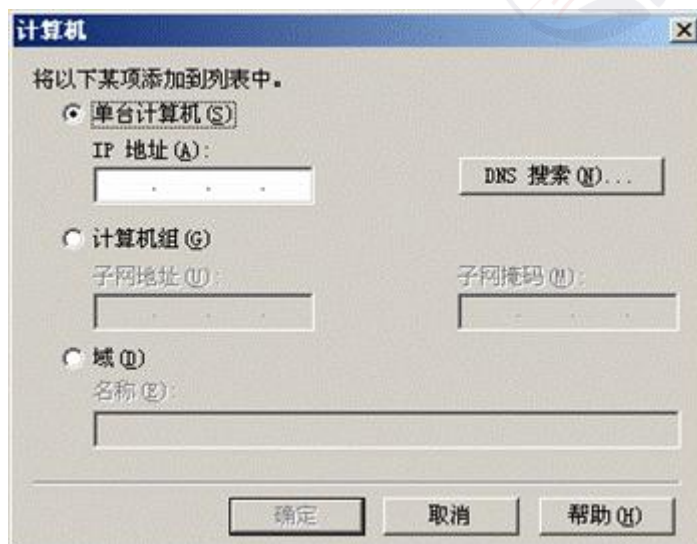 计算机
将以下某项添加到列表中。
单台计算机(S)
IP 地址(A):
DNS 搜索(N)...
计算机组(G)
子网地址(U): 子网掩码(M):
域(D)
名称(E):
确定 取消 帮助(H)